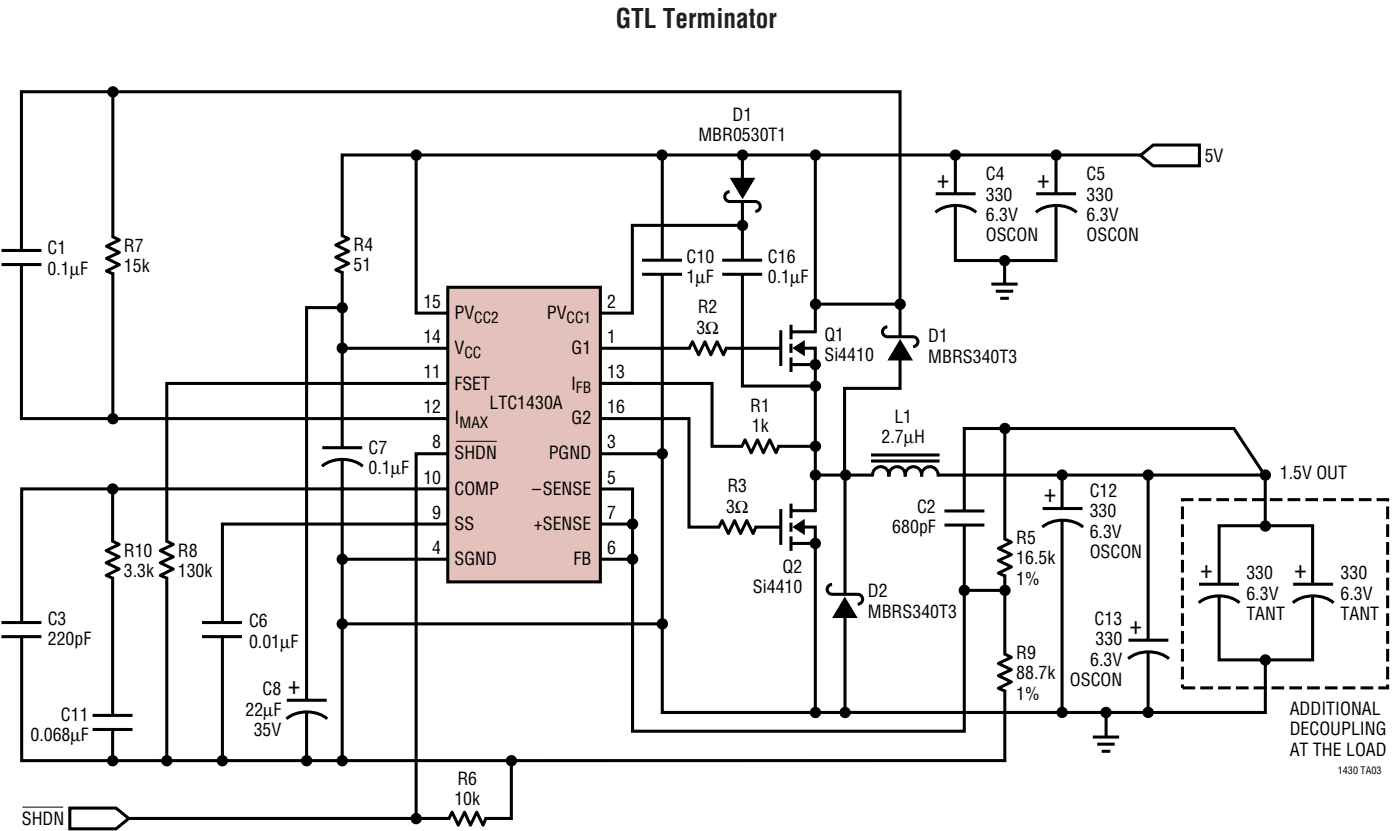 GTL Terminator
D1
MBR0530T1
5V
C4
330
6.3V
OSCON
+
C5
330
6.3V
OSCON
+
C1
0.1µF
R7
15k
R4
51
C10
1µF
C16
0.1µF
15
PVCC2
PVCC1
2
R2
3Ω
Q1
Si4410
D1
MBRS340T3
14
VCC
G1
1
11
FSET
IFB
13
LTC1430A
12
IMAX
G2
16
R1
1k
L1
2.7µH
8
SHDN
PGND
3
C7
0.1µF
10
COMP
–SENSE
5
1.5V OUT
R3
3Ω
C2
680pF
+
C12
330
6.3V
OSCON
9
SS
+SENSE
7
R10
3.3k
R8
130k
4
SGND
FB
6
Q2
Si4410
R5
16.5k
1%
+
330
6.3V
TANT
+
330
6.3V
TANT
D2
MBRS340T3
C3
220pF
C6
0.01µF
C13
330
6.3V
OSCON
+
R9
88.7k
1%
C8
22µF
35V
+
C11
0.068µF
ADDITIONAL
DECOUPLING
AT THE LOAD
1430 TA03
R6
10k
SHDN